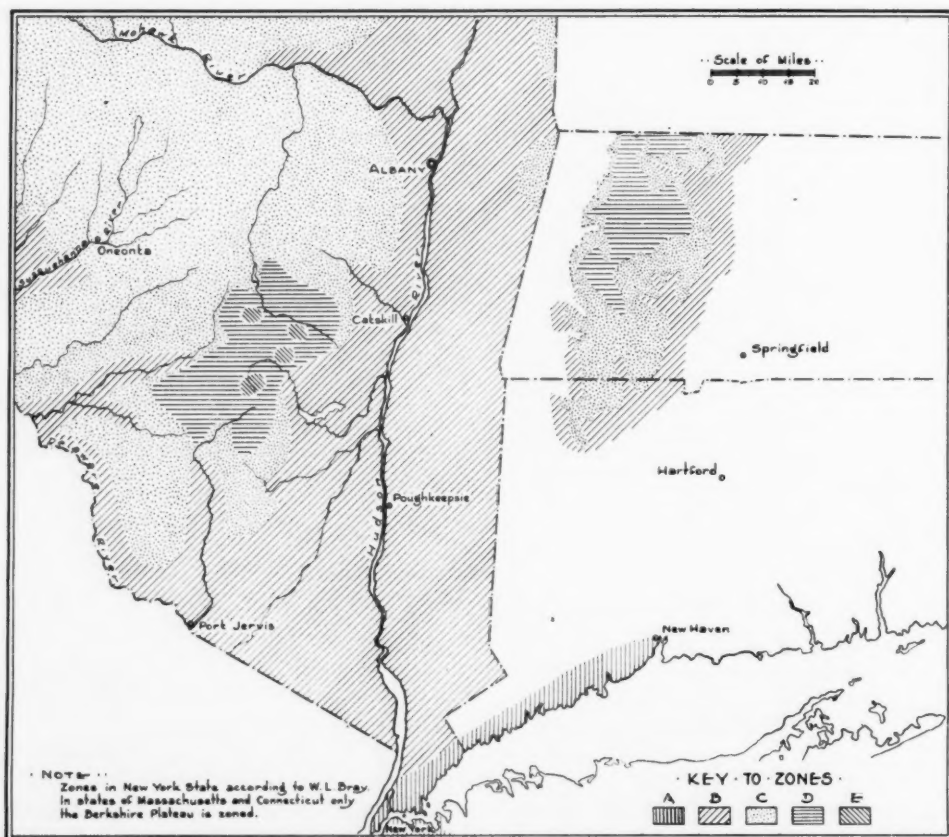 Mohawk
River
·· Scale of Miles ··
0 5 10 15 20
ALBANY
Susquehanna River
Oneonta
River
Catskill
Springfield
Hartford
Delaware
River
Poughkeepsie
Hudson
Port Jervis
New Haven
· NOTE ··
Zones in New York State according to W. L. Bray.
In states of Massachusetts and Connecticut only
the Berkshire Plateau is zoned.
· KEY · TO · ZONES ·
A B C D E
New York